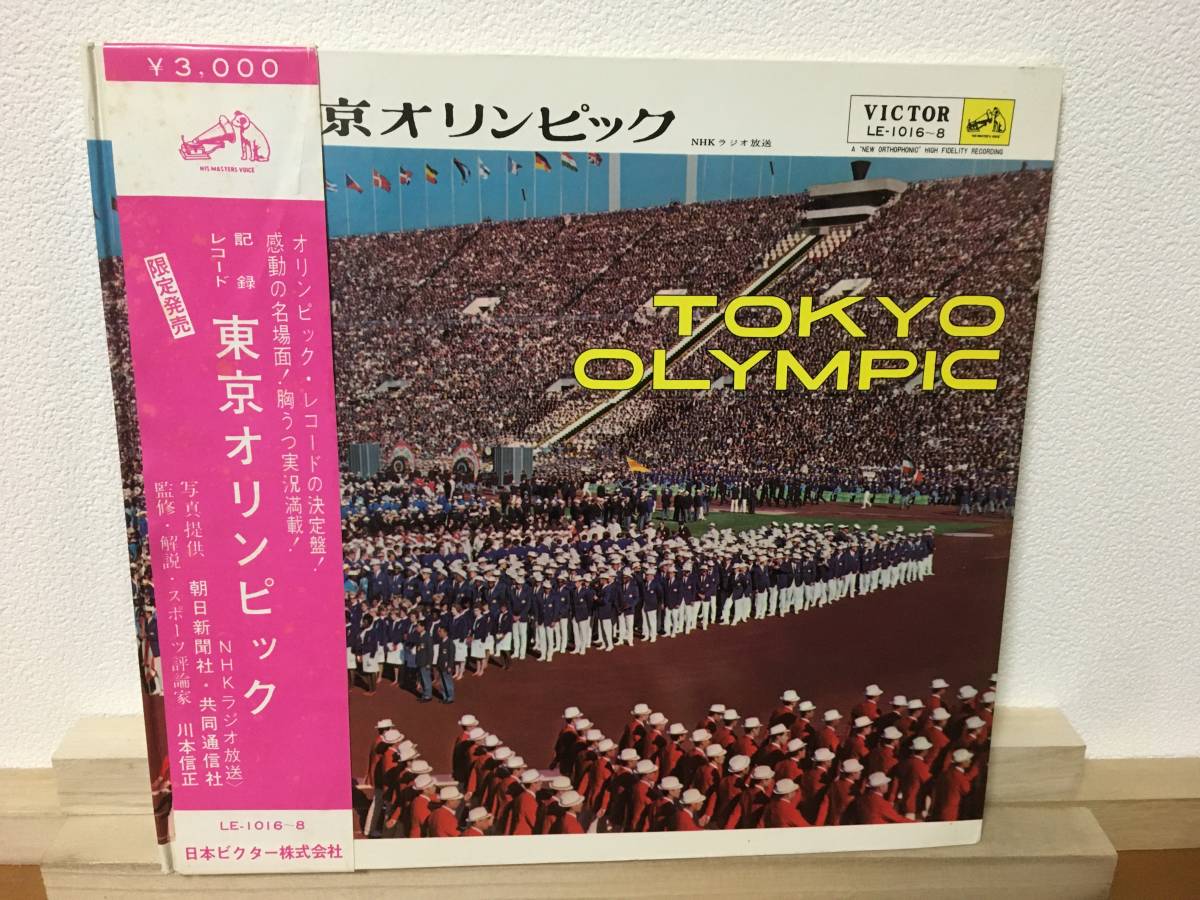 ¥3,000
HIS MASTERS VOICE
オリンピック・レコードの決定盤!
感動の名場面!胸うつ実況満載!
記録
レコード
限定発売
東京オリンピック
NHKラジオ放送〉
写真提供、朝日新聞社・共同通信社
監修・解説・スポーツ評論家 川本信正
LE-1016~8
日本ビクター株式会社
京オリンピック
NHKラジオ放送
VICTOR
LE-1016~8
A "NEW ORTHOPHONIC" HIGH FIDELITY RECORDING
TOKYO
OLYMPIC